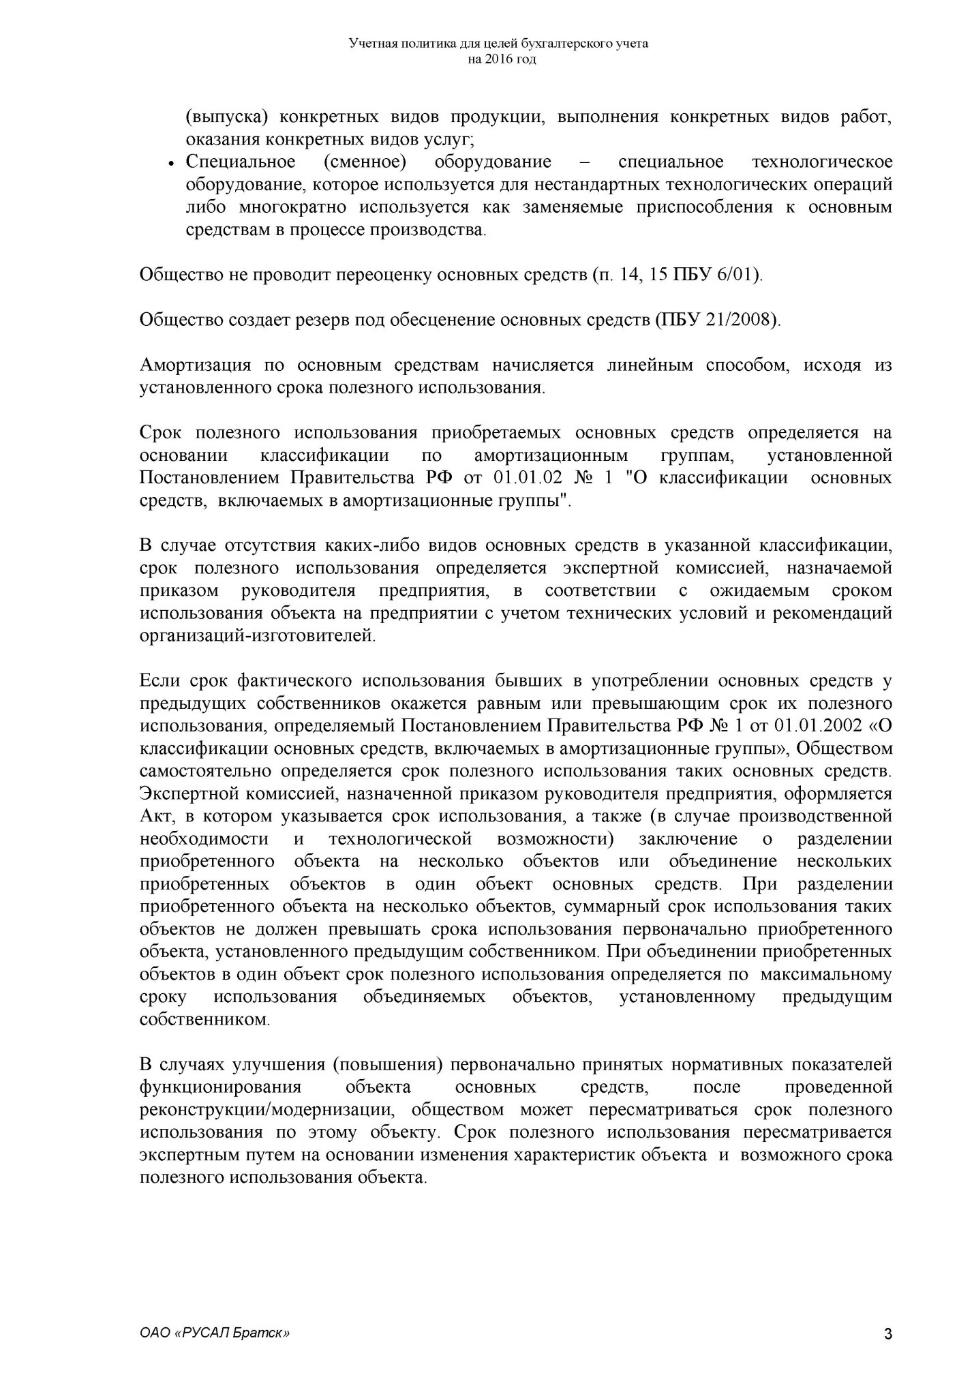 Учетная политика для целей бухгалтерского учета
на 2016 год
(выпуска) конкретных видов продукции, выполнения конкретных видов работ,
оказания конкретных видов услуг;
• Специальное (сменное) оборудование – специальное технологическое
оборудование, которое используется для нестандартных технологических операций
либо многократно используется как заменяемые приспособления к основным
средствам в процессе производства.
Общество не проводит переоценку основных средств (п. 14, 15 ПБУ 6/01).
Общество создает резерв под обесценение основных средств (ПБУ 21/2008).
Амортизация по основным средствам начисляется линейным способом, исходя из
установленного срока полезного использования.
Срок полезного использования приобретаемых основных средств определяется на
основании классификации по амортизационным группам, установленной
Постановлением Правительства РФ от 01.01.02 № 1 "О классификации основных
средств, включаемых в амортизационные группы".
В случае отсутствия каких-либо видов основных средств в указанной классификации,
срок полезного использования определяется экспертной комиссией, назначаемой
приказом руководителя предприятия, в соответствии с ожидаемым сроком
использования объекта на предприятии с учетом технических условий и рекомендаций
организаций-изготовителей.
Если срок фактического использования бывших в употреблении основных средств у
предыдущих собственников окажется равным или превышающим срок их полезного
использования, определяемый Постановлением Правительства РФ № 1 от 01.01.2002 «О
классификации основных средств, включаемых в амортизационные группы», Обществом
самостоятельно определяется срок полезного использования таких основных средств.
Экспертной комиссией, назначенной приказом руководителя предприятия, оформляется
Акт, в котором указывается срок использования, а также (в случае производственной
необходимости и технологической возможности) заключение о разделении
приобретенного объекта на несколько объектов или объединение нескольких
приобретенных объектов в один объект основных средств. При разделении
приобретенного объекта на несколько объектов, суммарный срок использования таких
объектов не должен превышать срока использования первоначально приобретенного
объекта, установленного предыдущим собственником. При объединении приобретенных
объектов в один объект срок полезного использования определяется по максимальному
сроку использования объединяемых объектов, установленному предыдущим
собственником.
В случаях улучшения (повышения) первоначально принятых нормативных показателей
функционирования объекта основных средств, после проведенной
реконструкции/модернизации, обществом может пересматриваться срок полезного
использования по этому объекту. Срок полезного использования пересматривается
экспертным путем на основании изменения характеристик объекта и возможного срока
полезного использования объекта.
ОАО «РУСАЛ Братск»
3